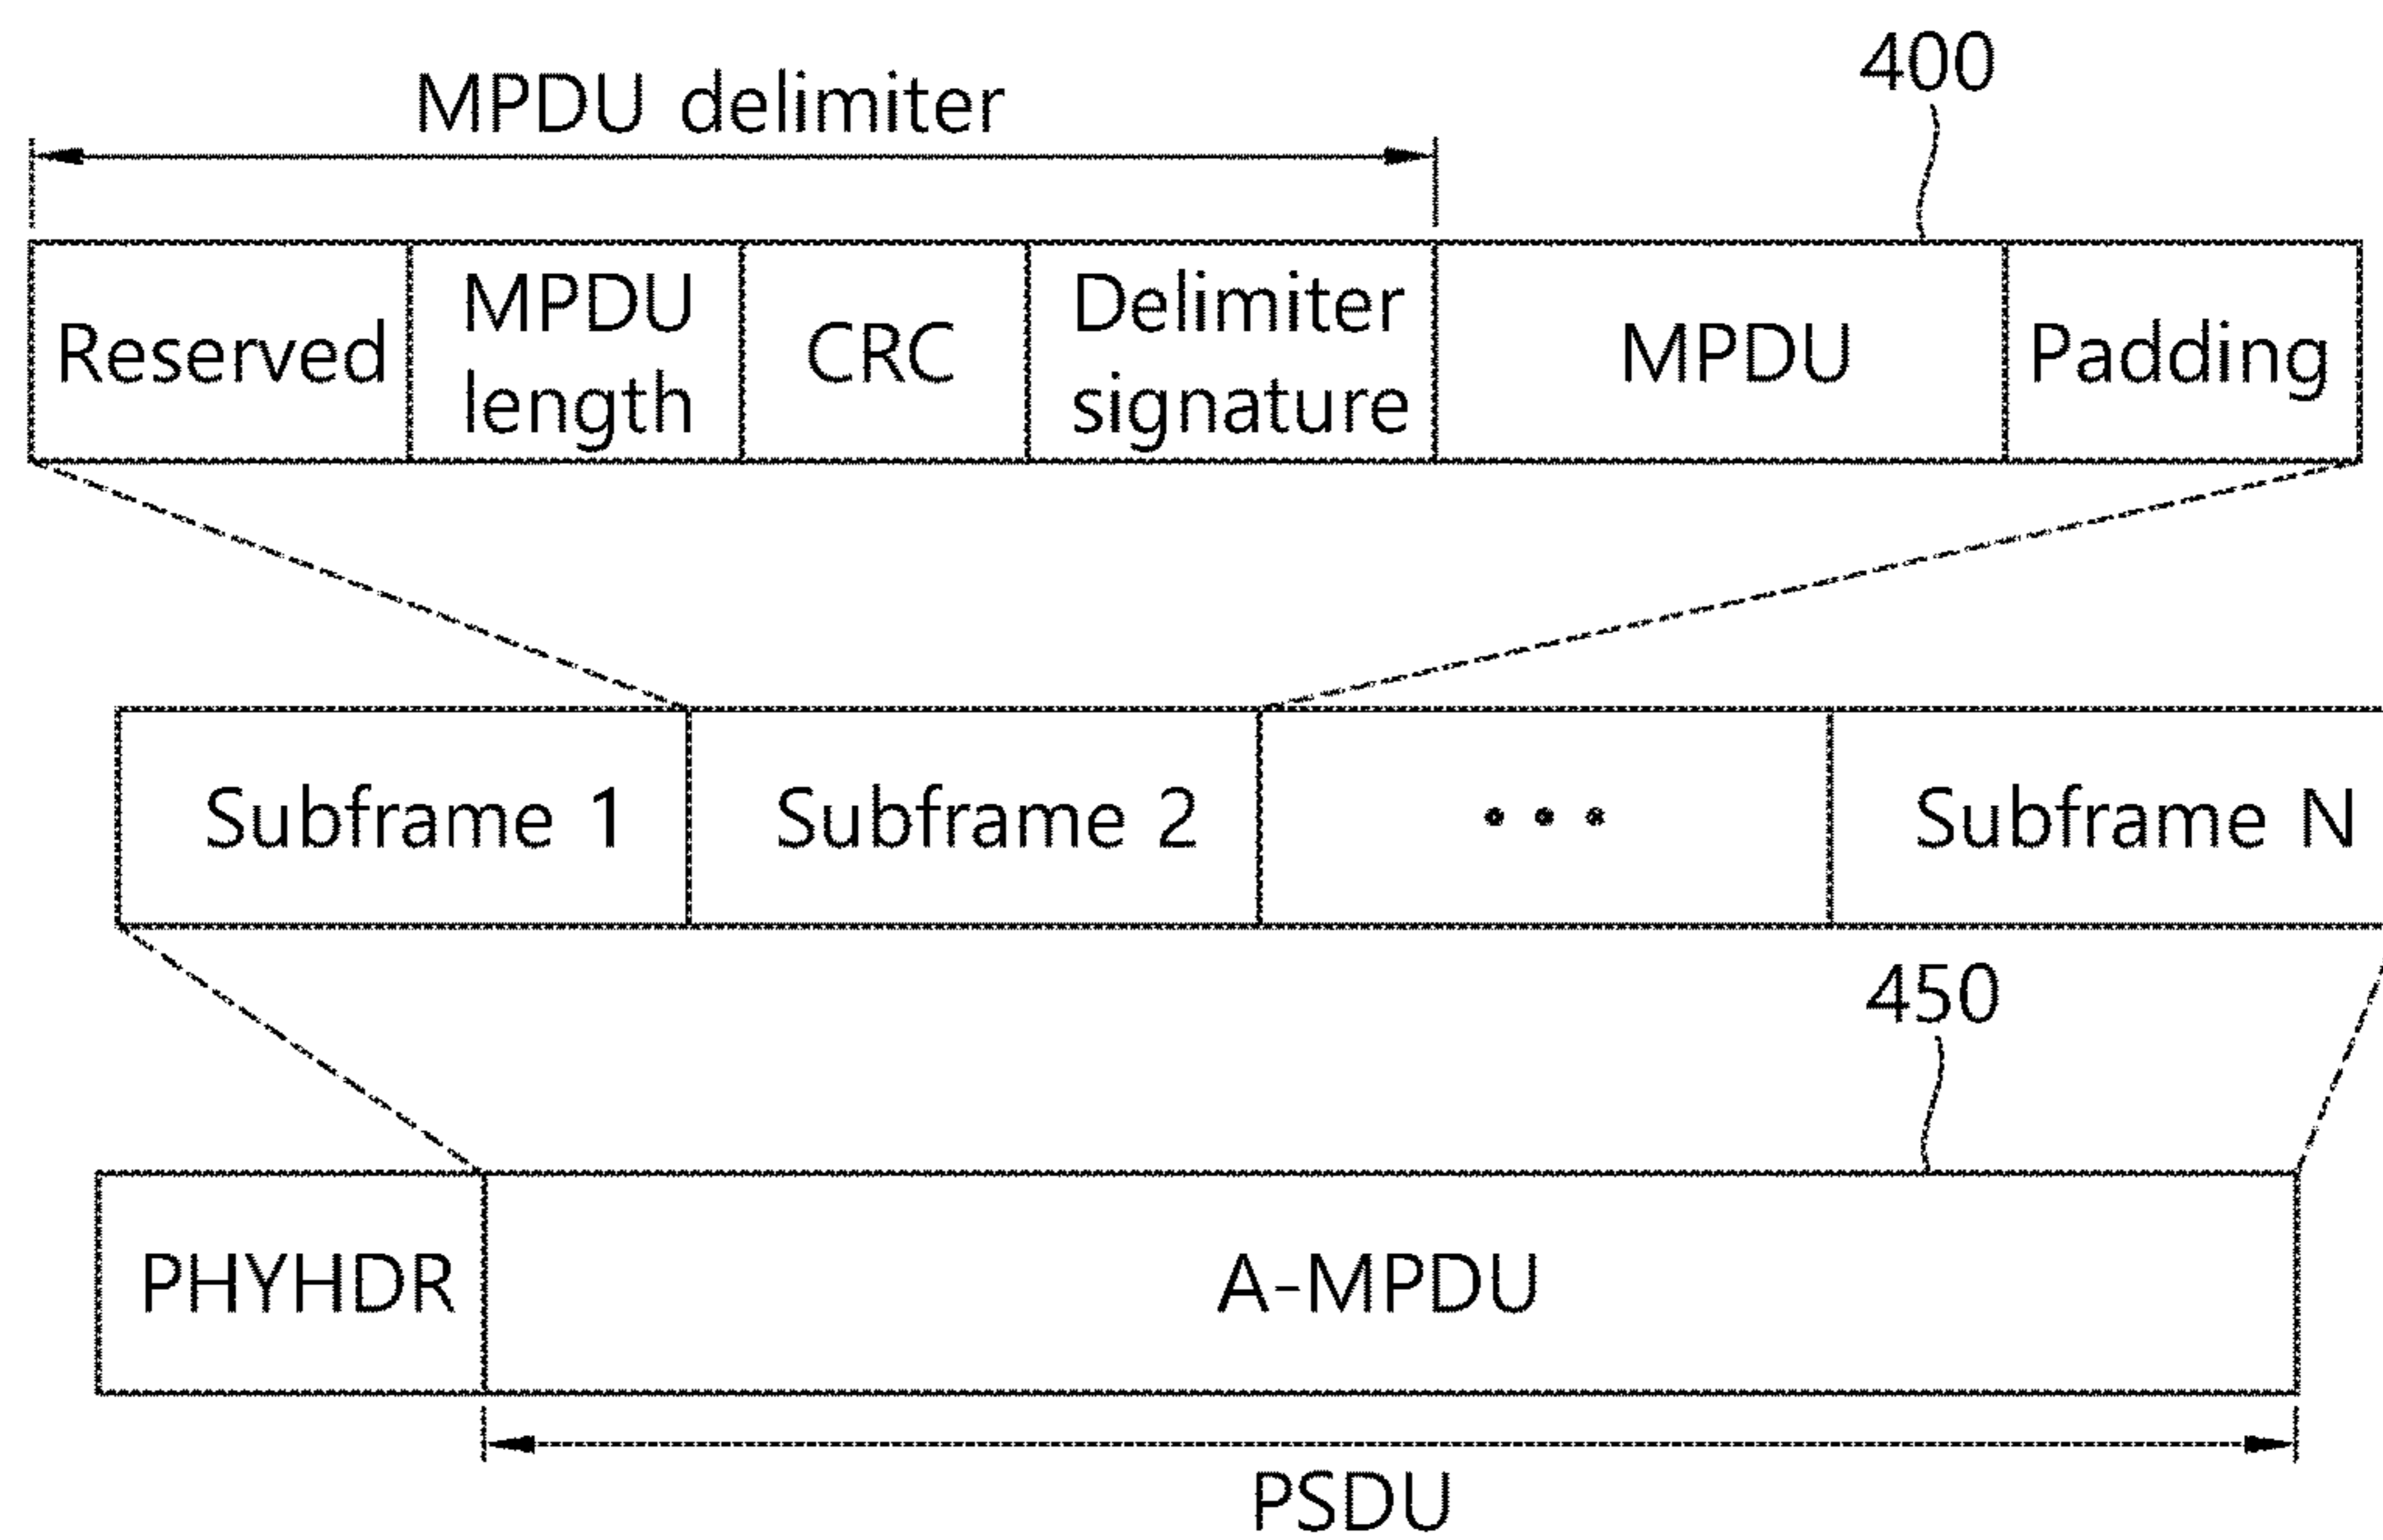 400
MPDU delimiter
Reserved
MPDU
length
CRC
Delimiter
signature
MPDU
Padding
Subframe 1
Subframe 2
• • •
Subframe N
450
PHYHDR
A-MPDU
PSDU